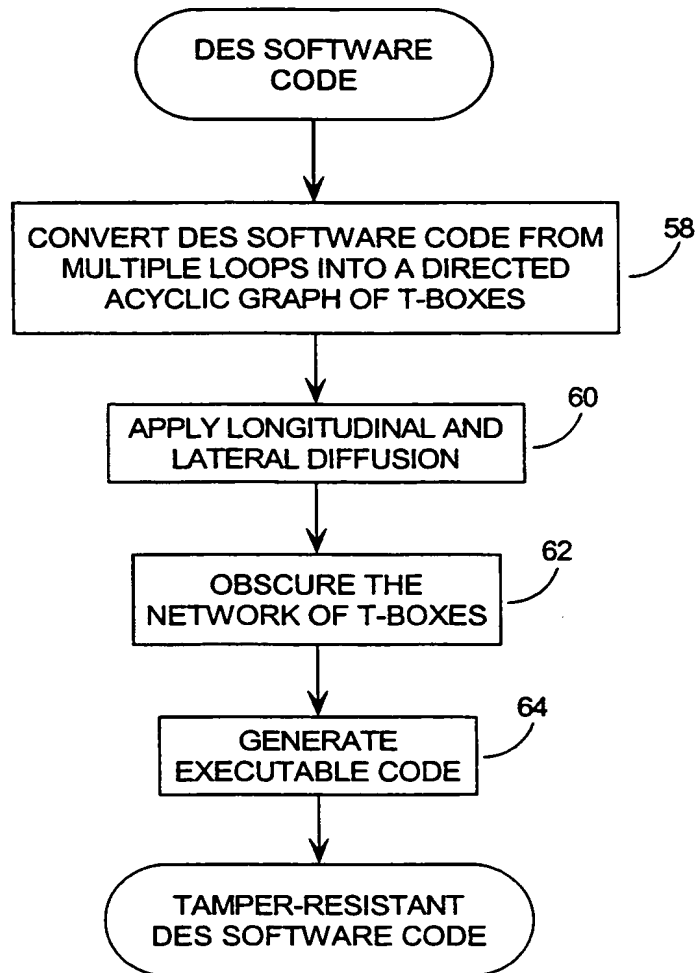 DES SOFTWARE
CODE
CONVERT DES SOFTWARE CODE FROM
MULTIPLE LOOPS INTO A DIRECTED
ACYCLIC GRAPH OF T-BOXES
58
APPLY LONGITUDINAL AND
LATERAL DIFFUSION
60
OBSCURE THE
NETWORK OF T-BOXES
62
GENERATE
EXECUTABLE CODE
64
TAMPER-RESISTANT
DES SOFTWARE CODE